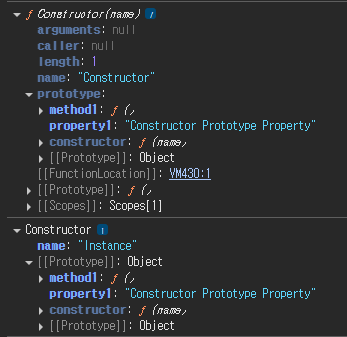 ƒ Constructor(name) i
arguments: null
caller: null
length: 1
name: "Constructor"
prototype:
method1: ƒ (,
property1: "Constructor Prototype Property"
constructor: ƒ (name,
[[Prototype]]: Object
[[FunctionLocation]]: VM430:1
[[Prototype]]: ƒ (,
[[Scopes]]: Scopes[1]
Constructor i
name: "Instance"
[[Prototype]]: Object
method1: ƒ (,
property1: "Constructor Prototype Property"
constructor: ƒ (name,
[[Prototype]]: Object